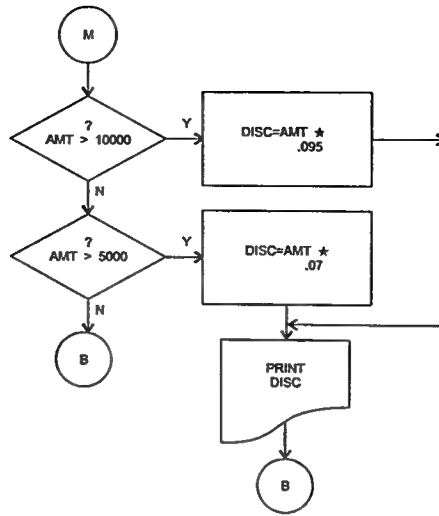 M
?
AMT > 10000
Y
DISC=AMT *
.095
N
?
AMT > 5000
Y
DISC=AMT *
.07
N
B
PRINT
DISC
B